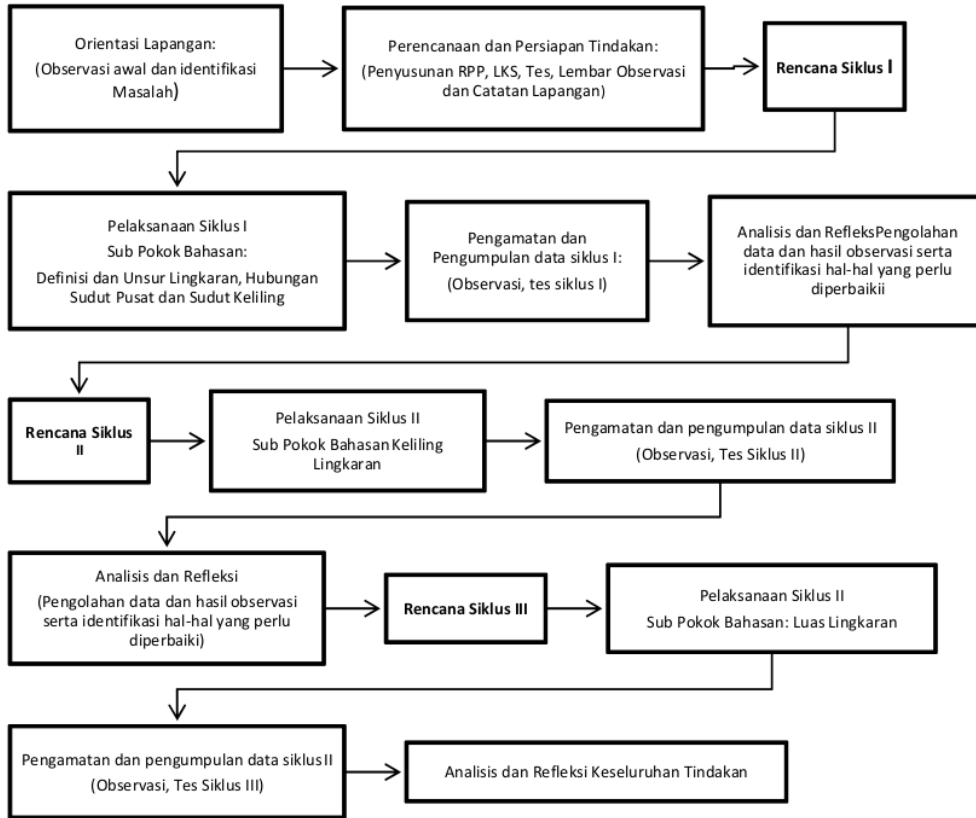 Orientasi Lapangan:
(Observasi awal dan identifikasi
Masalah)
Perencanaan dan Persiapan Tindakan:
(Penyusunan RPP, LKS, Tes, Lembar Observasi
dan Catatan Lapangan)
Rencana Siklus I
Pelaksanaan Siklus I
Sub Pokok Bahasan:
Definisi dan Unsur Lingkaran, Hubungan
Sudut Pusat dan Sudut Keliling
Pengamatan dan
Pengumpulan data siklus I:
(Observasi, tes siklus I)
Analisis dan RefleksPengolahan
data dan hasil observasi serta
identifikasi hal-hal yang perlu
diperbaikii
Rencana Siklus
II
Pelaksanaan Siklus II
Sub Pokok Bahasan Keliling
Lingkaran
Pengamatan dan pengumpulan data siklus II
(Observasi, Tes Siklus II)
Analisis dan Refleksi
(Pengolahan data dan hasil observasi
serta identifikasi hal-hal yang perlu
diperbaiki)
Rencana Siklus III
Pelaksanaan Siklus II
Sub Pokok Bahasan: Luas Lingkaran
Pengamatan dan pengumpulan data siklus II
(Observasi, Tes Siklus III)
Analisis dan Refleksi Keseluruhan Tindakan